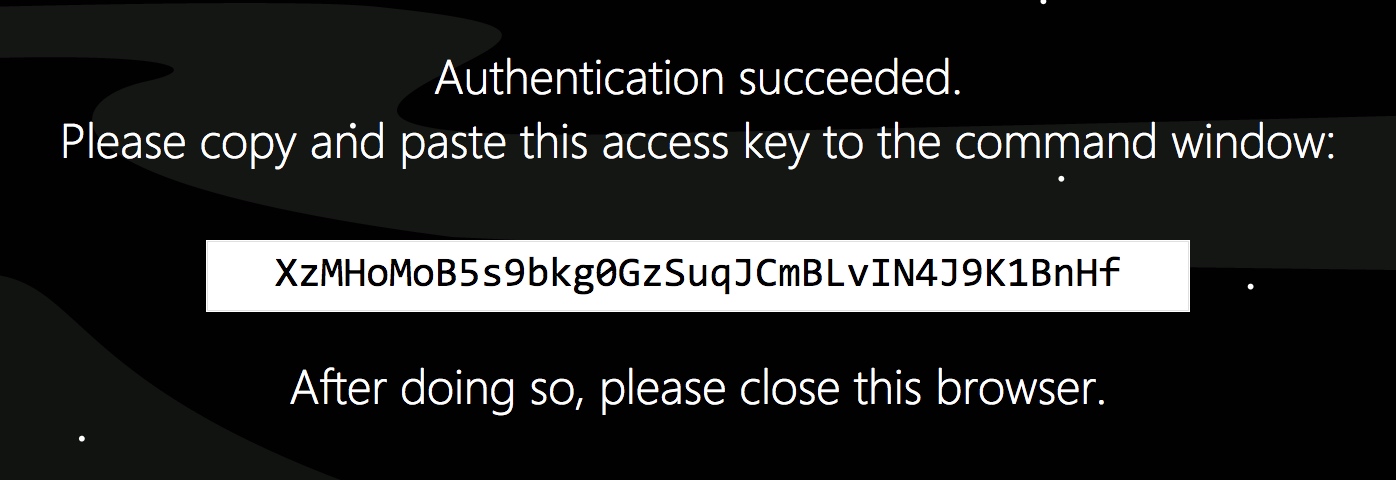 Authentication succeeded.
Please copy and paste this access key to the command window:
XzMHoMoB5s9bkg0GzSuqJCmBLvIN4J9K1BnHf
After doing so, please close this browser.